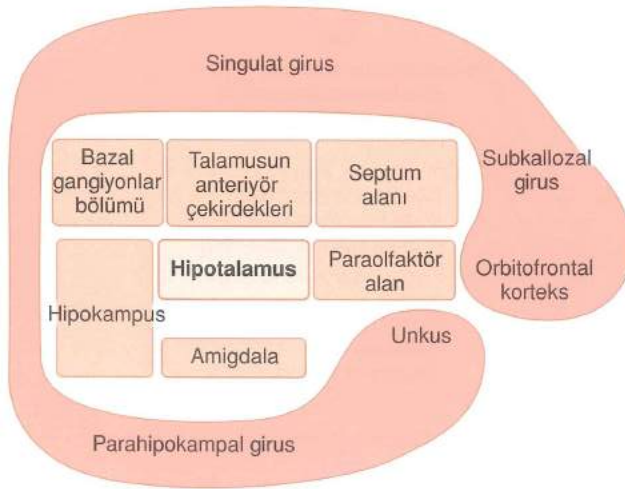 Singulat girus
Bazal
gangiyonlar
bölümü
Talamusun
anteriyör
çekirdekleri
Septum
alanı
Subkallozal
girus
Hipokampus
Hipotalamus
Paraolfaktör
alan
Orbitofrontal
korteks
Amigdala
Unkus
Parahipokampal girus